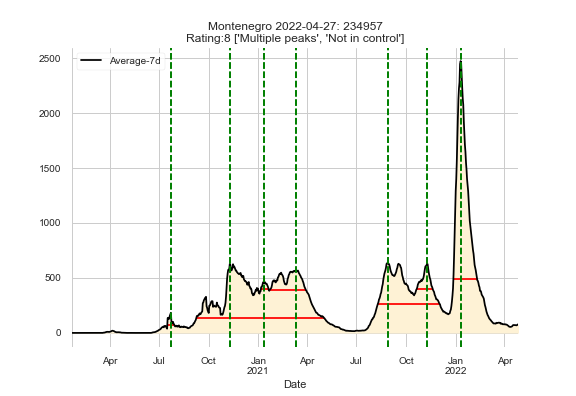 Montenegro 2022-04-27: 234957
Rating:8 ['Multiple peaks', 'Not in control']
Average-7d
2500
2000
1500
1000
500
0
Apr Jul Oct Jan Apr Jul Oct Jan Apr
2021 2022
Date